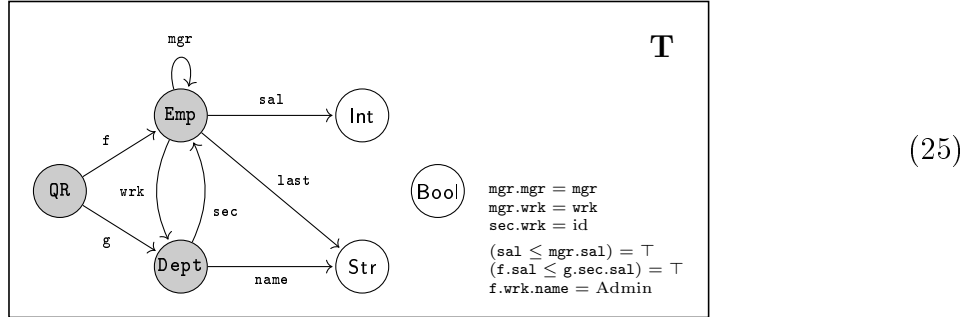 mgr
T
Emp
sal
Int
f
last
QR
wrk
sec
Bool
g
Dept
name
Str
mgr.mgr = mgr
mgr.wrk = wrk
sec.wrk = id
(sal ≤ mgr.sal) = ⊤
(f.sal ≤ g.sec.sal) = ⊤
f.wrk.name = Admin
(25)